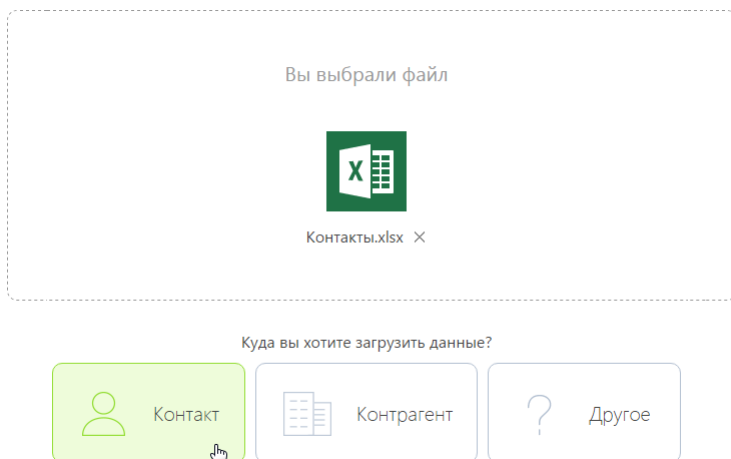 Вы выбрали файл
X
Контакты.xlsx
Куда вы хотите загрузить данные?
Контакт
Контрагент
?
Другое